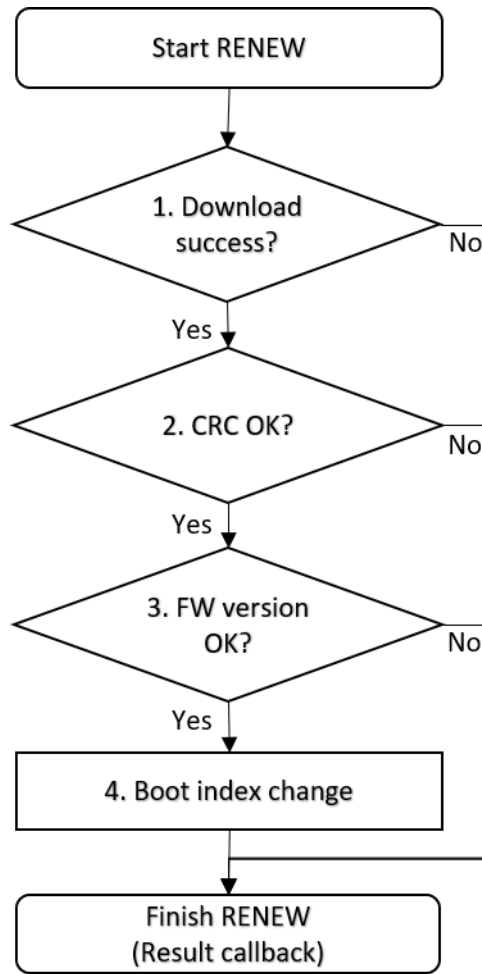 Start RENEW
1. Download
success?
No
Yes
2. CRC OK?
No
Yes
3. FW version
OK?
No
Yes
4. Boot index change
Finish RENEW
(Result callback)